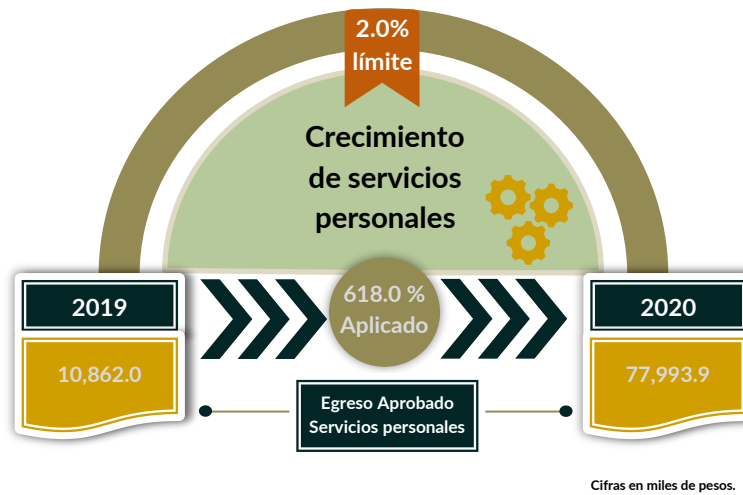 2.0%
límite
Crecimiento
de servicios
personales
2019
618.0 %
Aplicado
2020
10,862.0
77,993.9
Egreso Aprobado
Servicios personales
Cifras en miles de pesos.